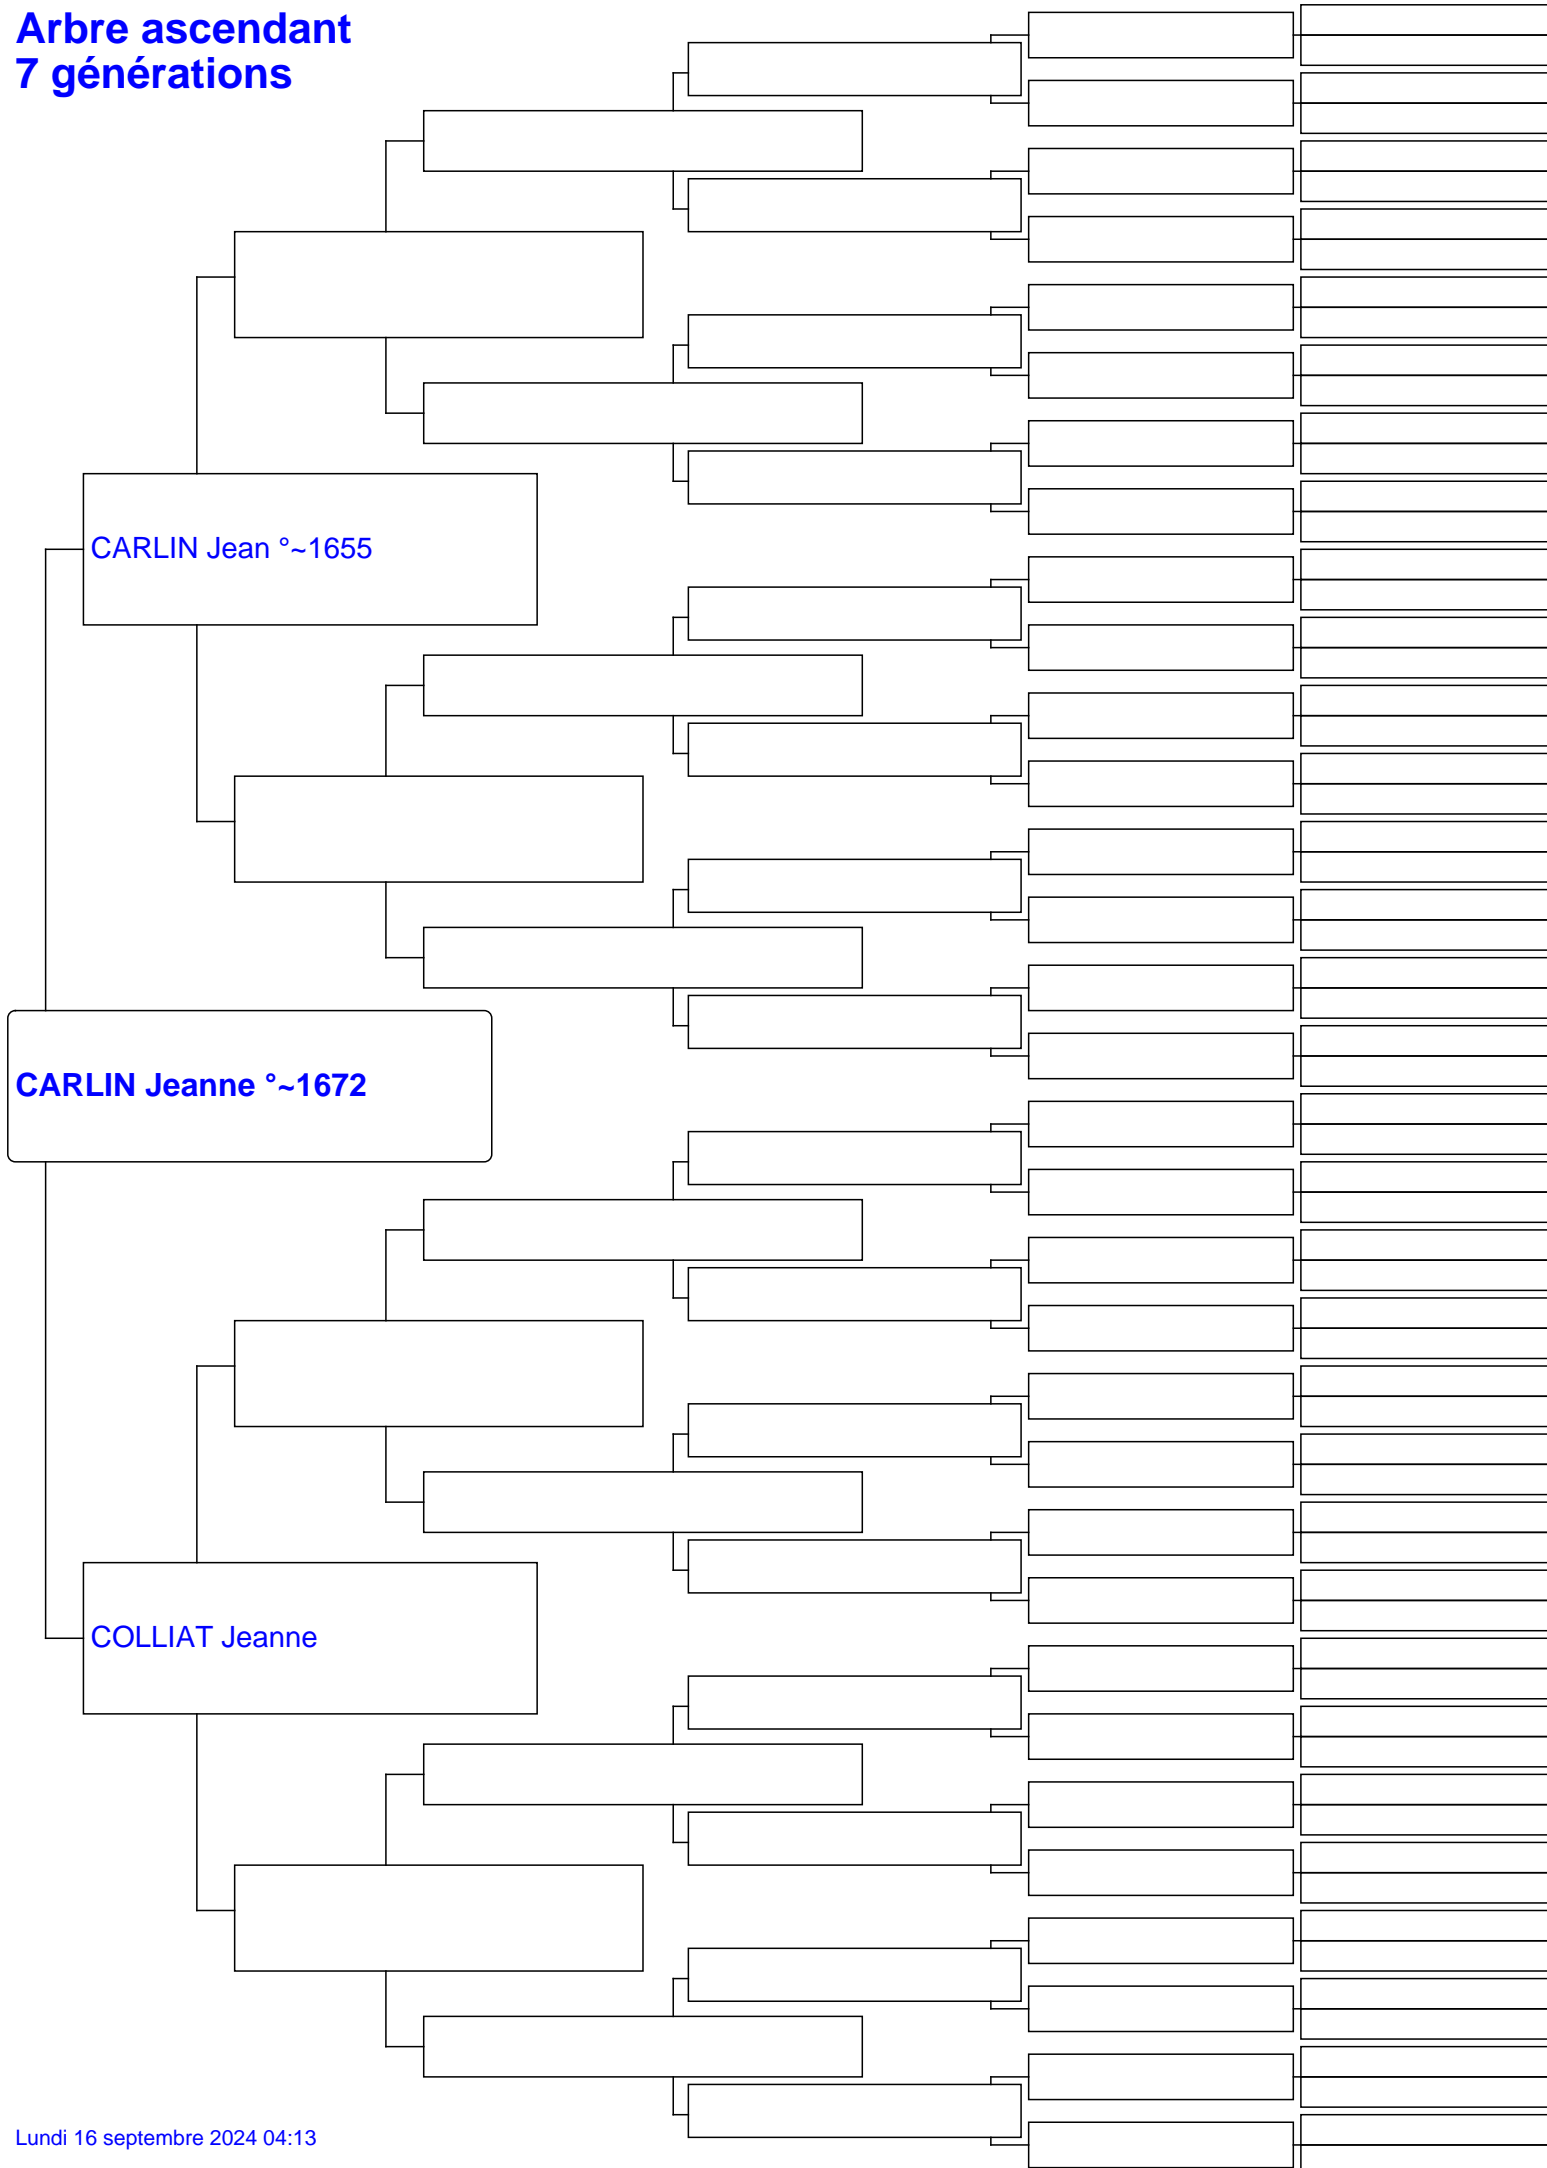 Arbre ascendant
7 générations
CARLIN Jean °~1655
CARLIN Jeanne °~1672
COLLIAT Jeanne
Lundi 16 septembre 2024 04:13